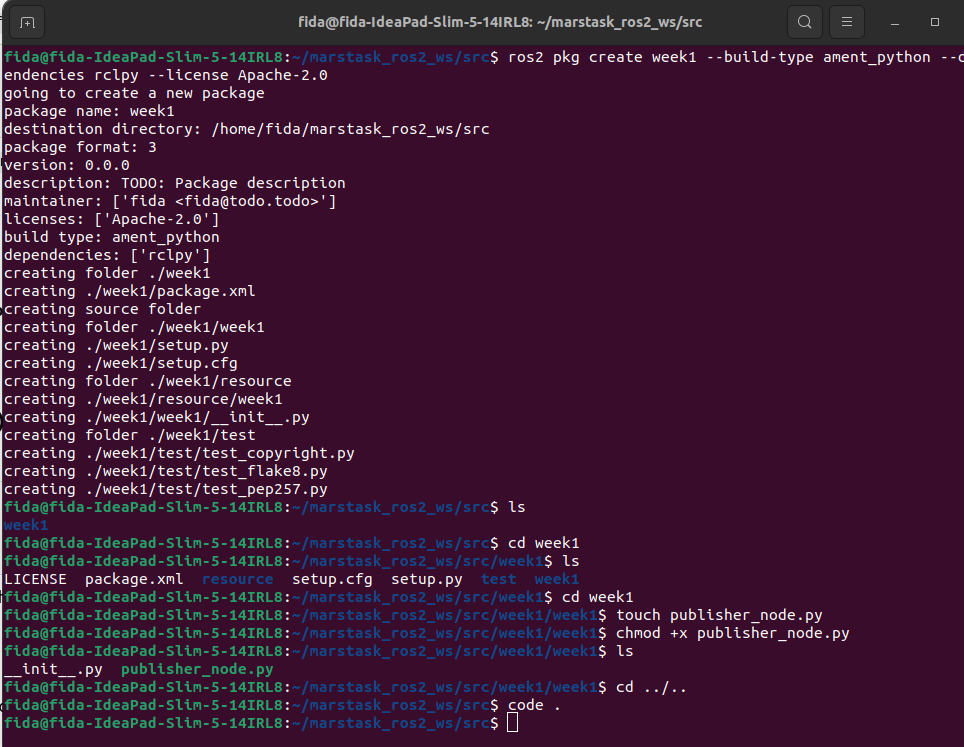 fida@fida-IdeaPad-Slim-5-14IRL8: ~/marstask_ros2_ws/src
fida@fida-IdeaPad-Slim-5-14IRL8:~/marstask_ros2_ws/src$ ros2 pkg create week1 --build-type ament_python --d
endencies rclpy --license Apache-2.0
going to create a new package
package name: week1
destination directory: /home/fida/marstask_ros2_ws/src
package format: 3
version: 0.0.0
description: TODO: Package description
maintainer: ['fida <fida@todo.todo>']
licenses: ['Apache-2.0']
build type: ament_python
dependencies: ['rclpy']
creating folder ./week1
creating ./week1/package.xml
creating source folder
creating folder ./week1/week1
creating ./week1/setup.py
creating ./week1/setup.cfg
creating folder ./week1/resource
creating ./week1/resource/week1
creating ./week1/week1/__init__.py
creating folder ./week1/test
creating ./week1/test/test_copyright.py
creating ./week1/test/test_flake8.py
creating ./week1/test/test_pep257.py
fida@fida-IdeaPad-Slim-5-14IRL8:~/marstask_ros2_ws/src$ ls
week1
fida@fida-IdeaPad-Slim-5-14IRL8:~/marstask_ros2_ws/src$ cd week1
fida@fida-IdeaPad-Slim-5-14IRL8:~/marstask_ros2_ws/src/week1$ ls
LICENSE  package.xml  resource  setup.cfg  setup.py  test  week1
fida@fida-IdeaPad-Slim-5-14IRL8:~/marstask_ros2_ws/src/week1$ cd week1
fida@fida-IdeaPad-Slim-5-14IRL8:~/marstask_ros2_ws/src/week1/week1$ touch publisher_node.py
fida@fida-IdeaPad-Slim-5-14IRL8:~/marstask_ros2_ws/src/week1/week1$ chmod +x publisher_node.py
fida@fida-IdeaPad-Slim-5-14IRL8:~/marstask_ros2_ws/src/week1/week1$ ls
__init__.py  publisher_node.py
fida@fida-IdeaPad-Slim-5-14IRL8:~/marstask_ros2_ws/src/week1/week1$ cd ../..
fida@fida-IdeaPad-Slim-5-14IRL8:~/marstask_ros2_ws/src$ code .
fida@fida-IdeaPad-Slim-5-14IRL8:~/marstask_ros2_ws/src$